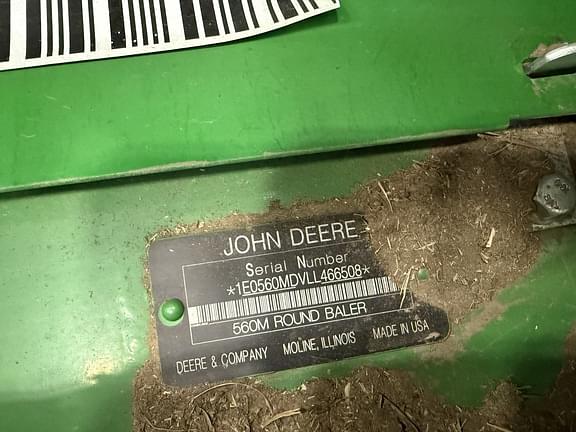 JOHN DEERE
Serial Number
*1E0560MDVLL466508*
560M ROUND BALER
DEERE & COMPANY MOLINE, ILLINOIS MADE IN USA